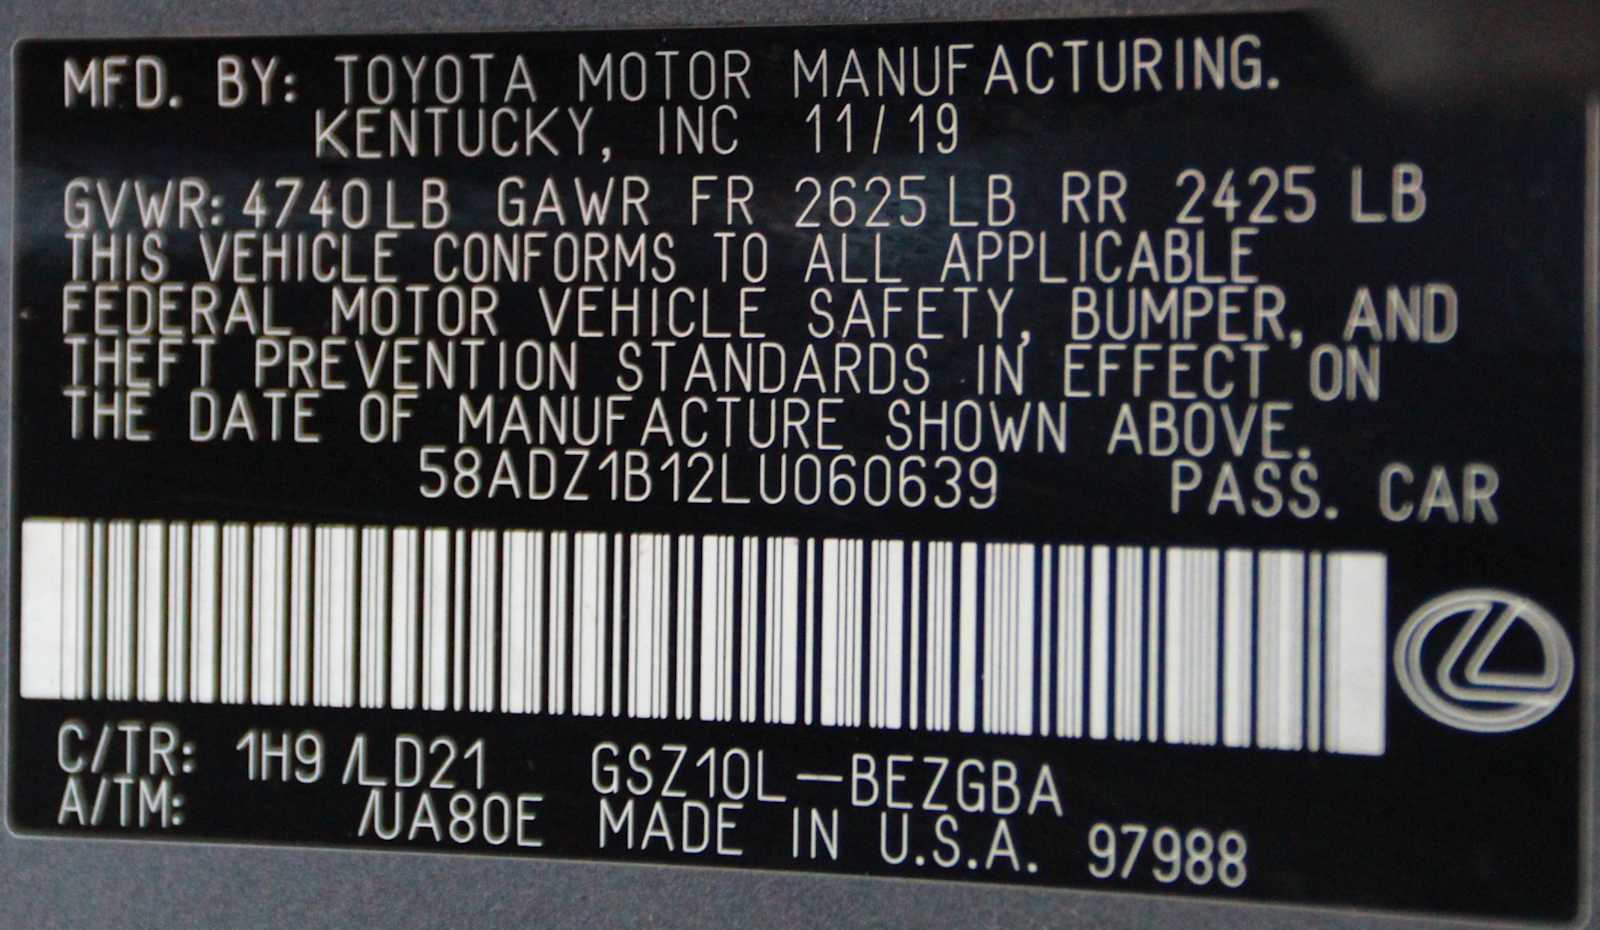 MFD. BY: TOYOTA MOTOR MANUFACTURING.
KENTUCKY, INC 11/19
GVWR: 4740LB GAWR FR 2625 LB RR 2425 LB
THIS VEHICLE CONFORMS TO ALL APPLICABLE
FEDERAL MOTOR VEHICLE SAFETY, BUMPER, AND
THEFT PREVENTION STANDARDS IN EFFECT ON
THE DATE OF MANUFACTURE SHOWN ABOVE.
58ADZ1B12LU060639 PASS. CAR
C/TR: 1H9 /LD21 GSZ10L-BEZGBA
A/TM: /UA80E MADE IN U.S.A. 97988